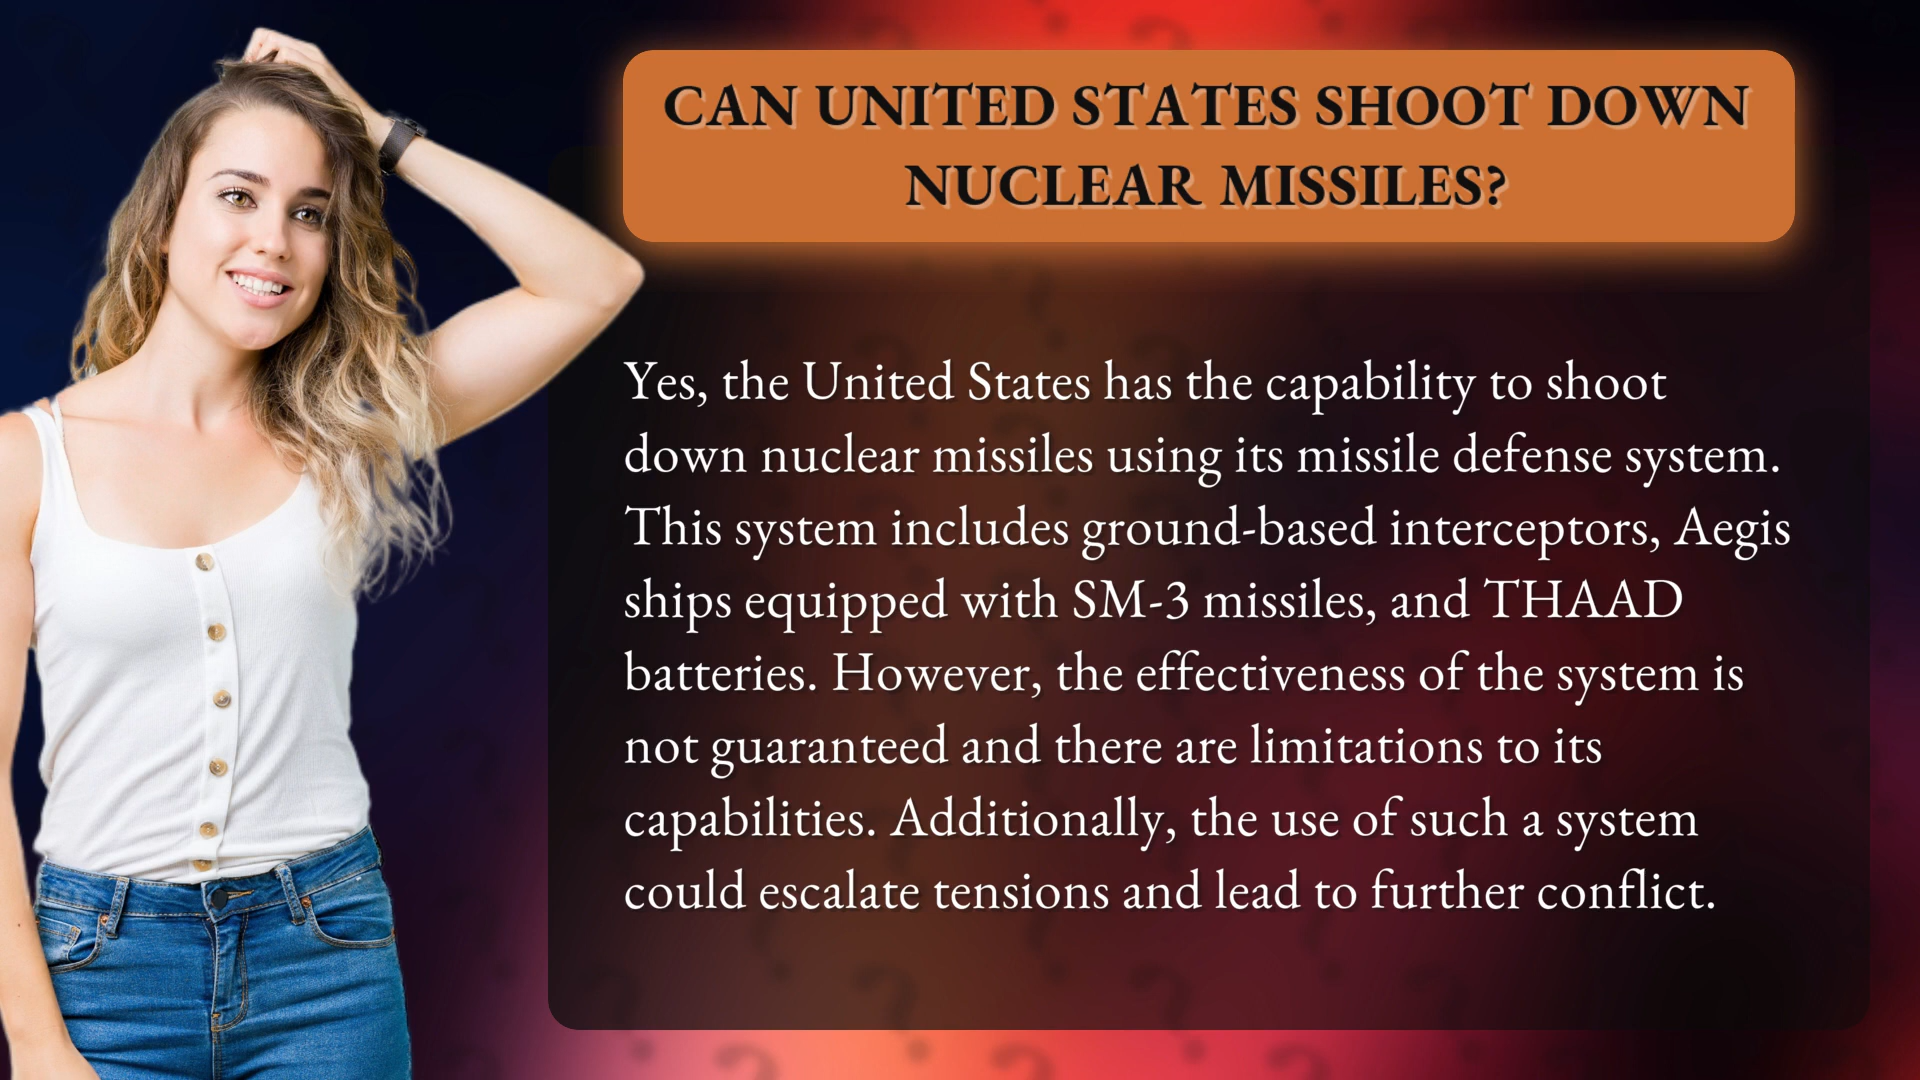 CAN UNITED STATES SHOOT DOWN
NUCLEAR MISSILES?
Yes, the United States has the capability to shoot
down nuclear missiles using its missile defense system.
This system includes ground-based interceptors, Aegis
ships equipped with SM-3 missiles, and THAAD
batteries. However, the effectiveness of the system is
not guaranteed and there are limitations to its
capabilities. Additionally, the use of such a system
could escalate tensions and lead to further conflict.